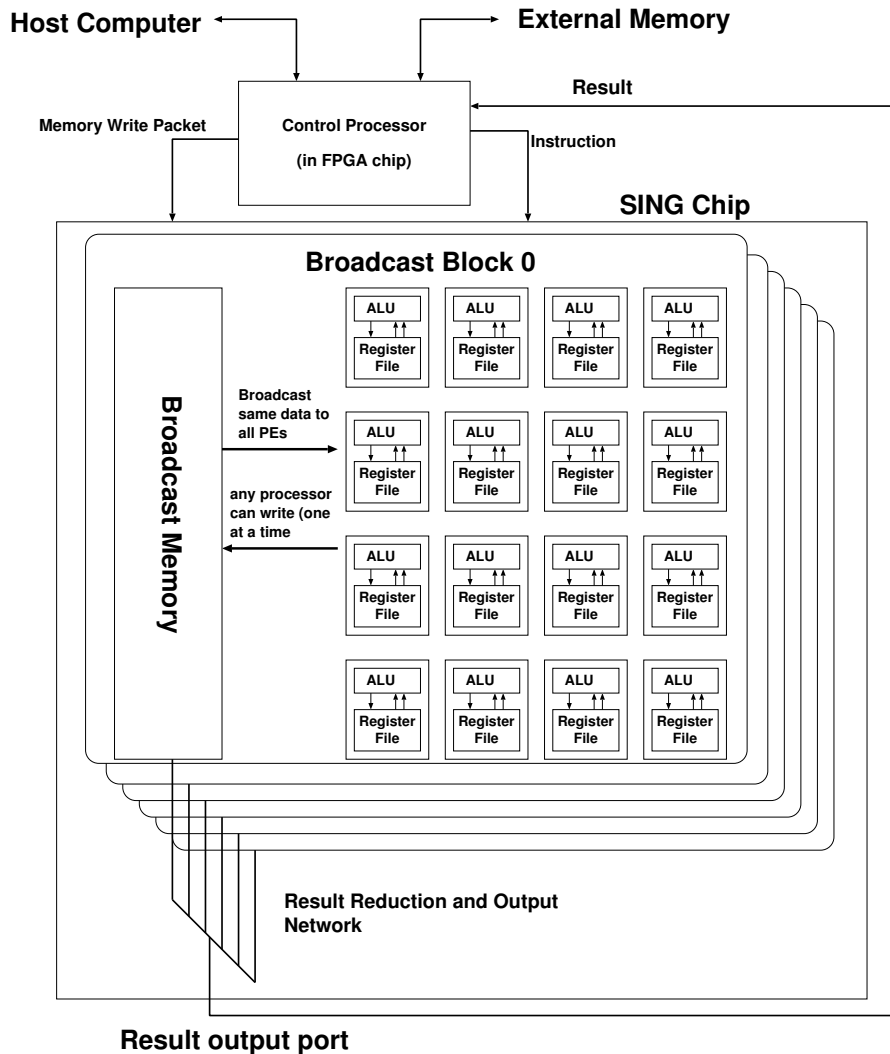 Host Computer
External Memory
Result
Memory Write Packet
Control Processor
(in FPGA chip)
Instruction
SING Chip
Broadcast Block 0
Broadcast Memory
Broadcast
same data to
all PEs
any processor
can write (one
at a time
ALU
Register
File
ALU
Register
File
ALU
Register
File
ALU
Register
File
ALU
Register
File
ALU
Register
File
ALU
Register
File
ALU
Register
File
ALU
Register
File
ALU
Register
File
ALU
Register
File
ALU
Register
File
ALU
Register
File
ALU
Register
File
ALU
Register
File
ALU
Register
File
Result Reduction and Output
Network
Result output port